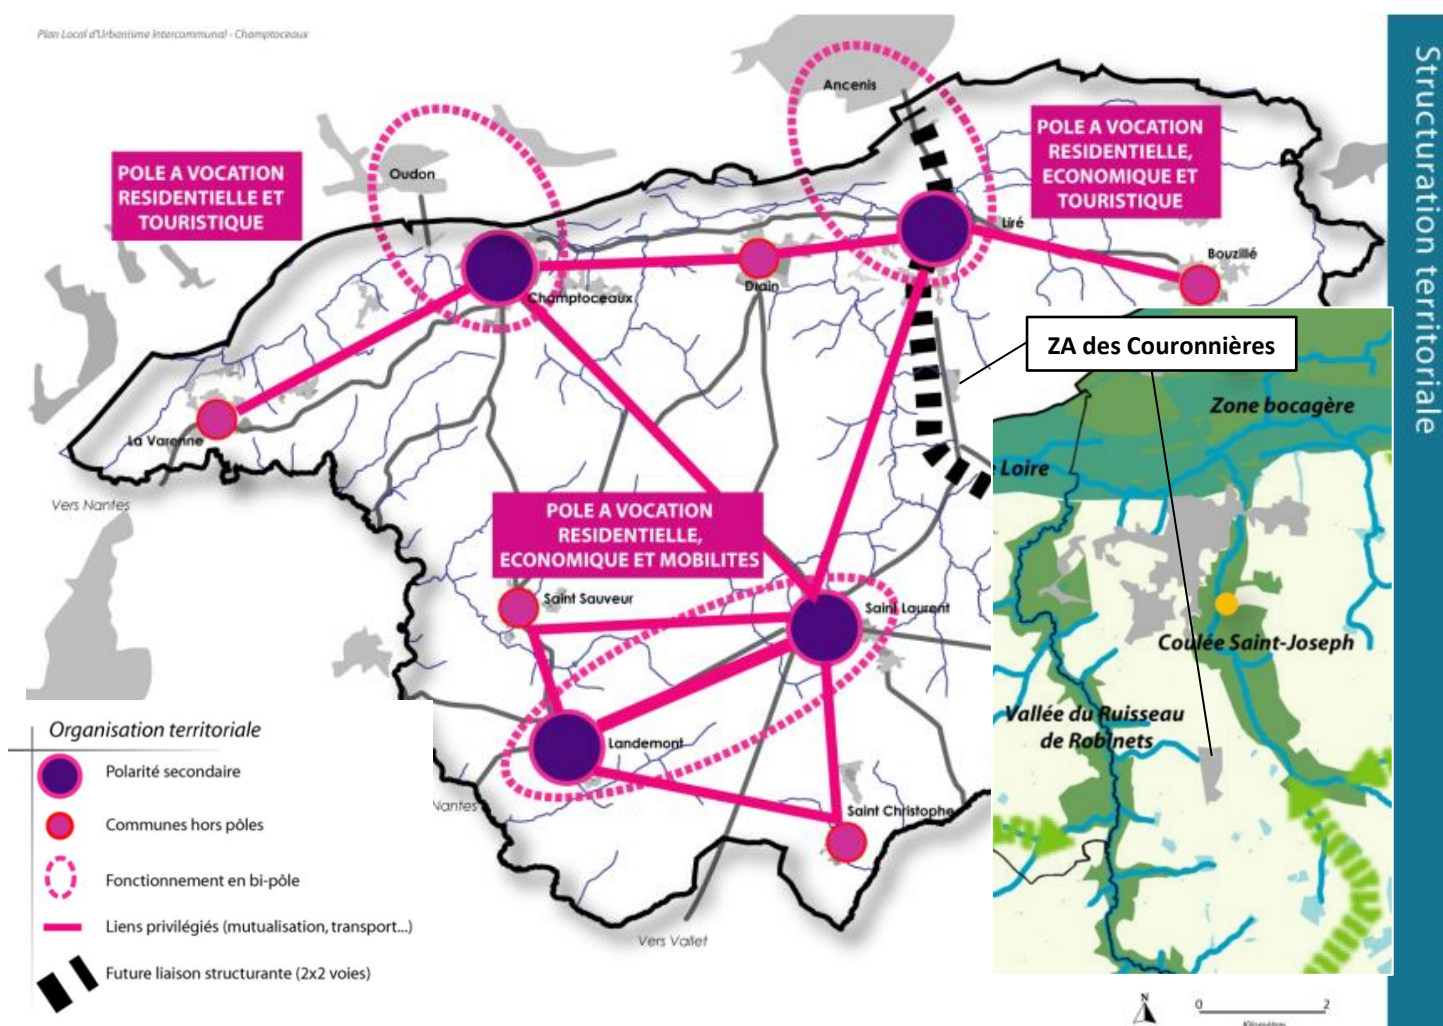 Plan Local d'Urbanisme Intercommunal - Champtoceaux
Structuration territoriale
Ancenis
POLE A VOCATION
RESIDENTIELLE,
ECONOMIQUE ET
TOURISTIQUE
POLE A VOCATION
RESIDENTIELLE ET
TOURISTIQUE
Oudon
Liré
Bouzillé
Drain
Champtoceaux
ZA des Couronnières
Zone bocagère
Loire
La Varenne
Vers Nantes
POLE A VOCATION
RESIDENTIELLE,
ECONOMIQUE ET MOBILITES
Saint Sauveur
Saint Laurent
Coulée Saint-Joseph
Vallée du Ruisseau
de Robinets
Landemont
Nantes
Saint Christophe
Vers Vallet
Organisation territoriale
Polarité secondaire
Communes hors pôles
Fonctionnement en bi-pôle
Liens privilégiés (mutualisation, transport...)
Future liaison structurante (2x2 voies)
N
0 2
Kilomètres